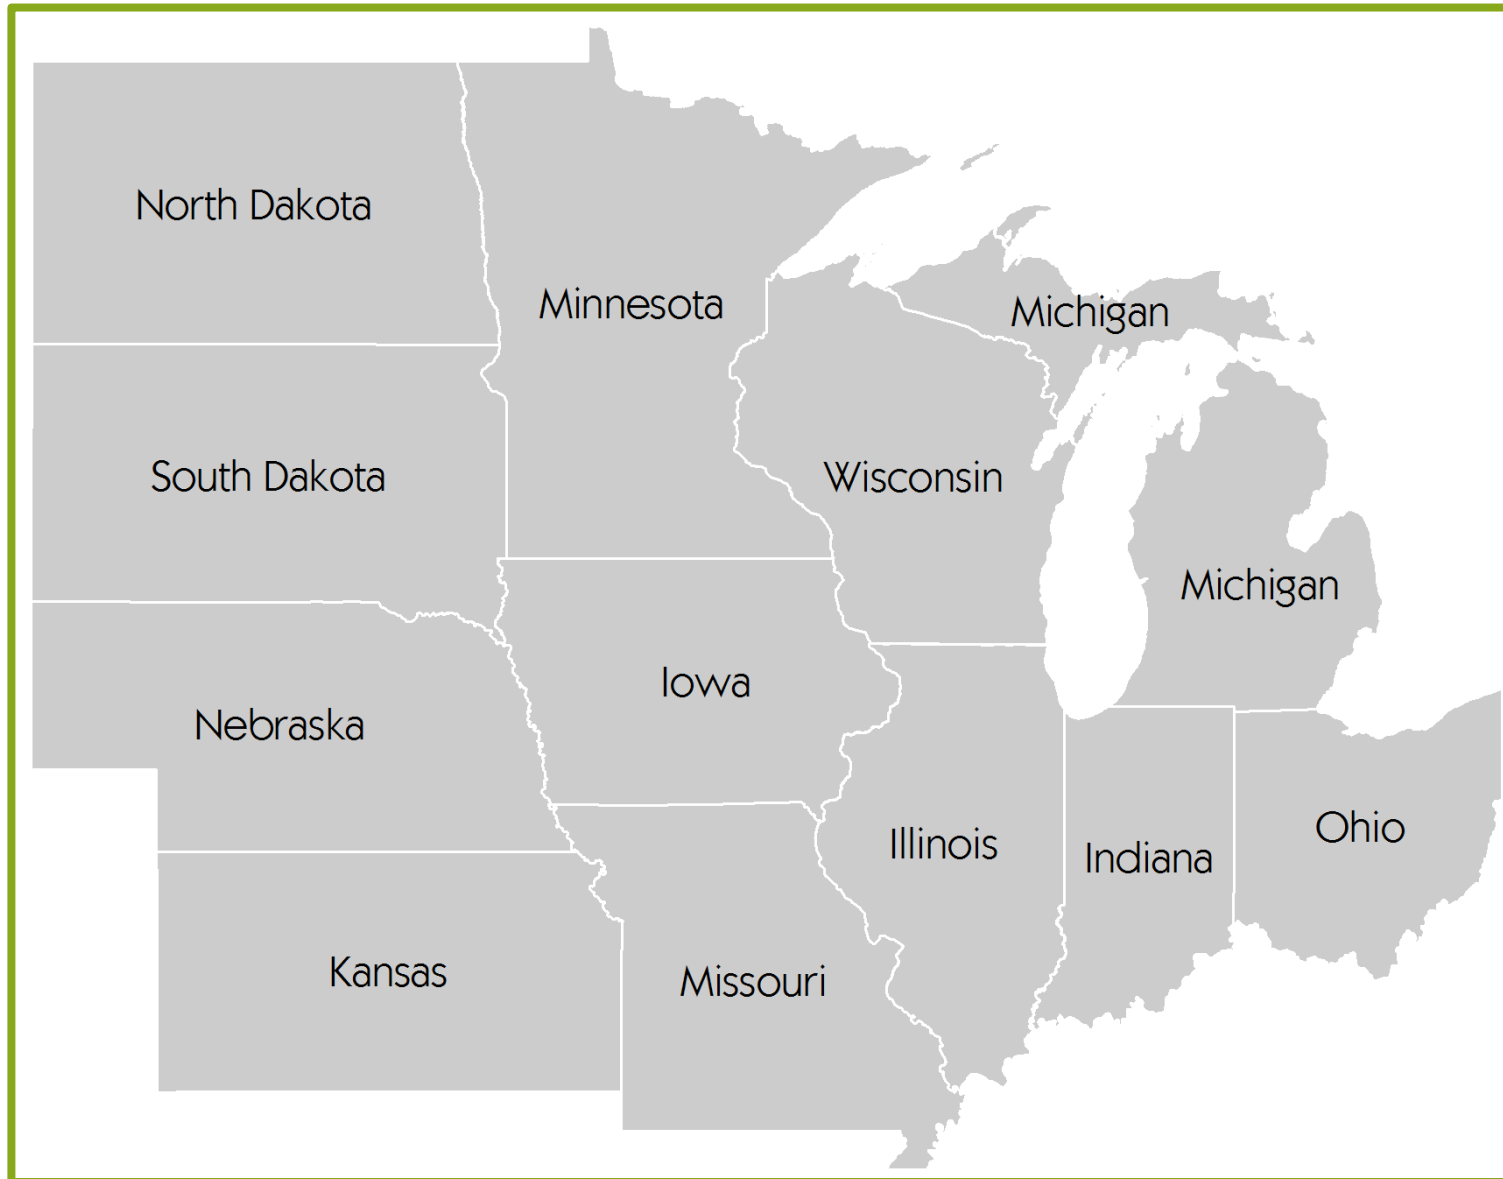 North Dakota
Minnesota
Michigan
South Dakota
Wisconsin
Michigan
Iowa
Nebraska
Ohio
Illinois
Indiana
Kansas
Missouri